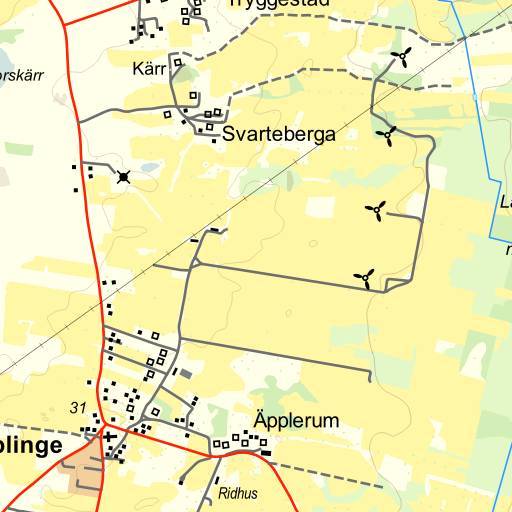 Tryggestad
Kärr
orskärr
Svarteberga
31
Äpplerum
olinge
Ridhus